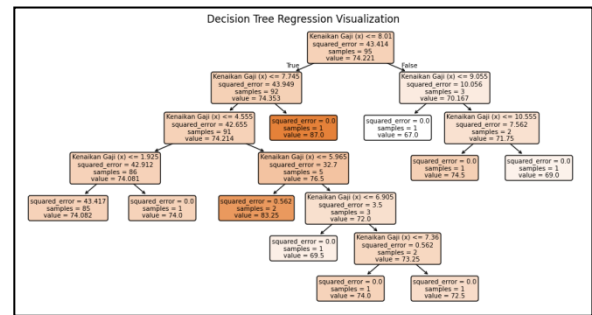 Decision Tree Regression Visualization
Kenaikan Gaji (x) <= 8.01
squared_error = 43.414
samples = 95
value = 74.221
True
False
Kenaikan Gaji (x) <= 7.745
squared_error = 43.949
samples = 92
value = 74.353
Kenaikan Gaji (x) <= 9.055
squared_error = 10.056
samples = 3
value = 70.167
Kenaikan Gaji (x) <= 4.555
squared_error = 42.655
samples = 91
value = 74.214
squared_error = 0.0
samples = 1
value = 87.0
squared_error = 0.0
samples = 1
value = 67.0
Kenaikan Gaji (x) <= 10.555
squared_error = 7.562
samples = 2
value = 71.75
Kenaikan Gaji (x) <= 1.925
squared_error = 42.912
samples = 86
value = 74.081
Kenaikan Gaji (x) <= 5.965
squared_error = 32.7
samples = 5
value = 76.5
squared_error = 0.0
samples = 1
value = 74.5
squared_error = 0.0
samples = 1
value = 69.0
squared_error = 43.417
samples = 85
value = 74.082
squared_error = 0.0
samples = 1
value = 74.0
squared_error = 0.562
samples = 2
value = 83.25
Kenaikan Gaji (x) <= 6.905
squared_error = 3.5
samples = 3
value = 72.0
squared_error = 0.0
samples = 1
value = 69.5
Kenaikan Gaji (x) <= 7.36
squared_error = 0.562
samples = 2
value = 73.25
squared_error = 0.0
samples = 1
value = 74.0
squared_error = 0.0
samples = 1
value = 72.5